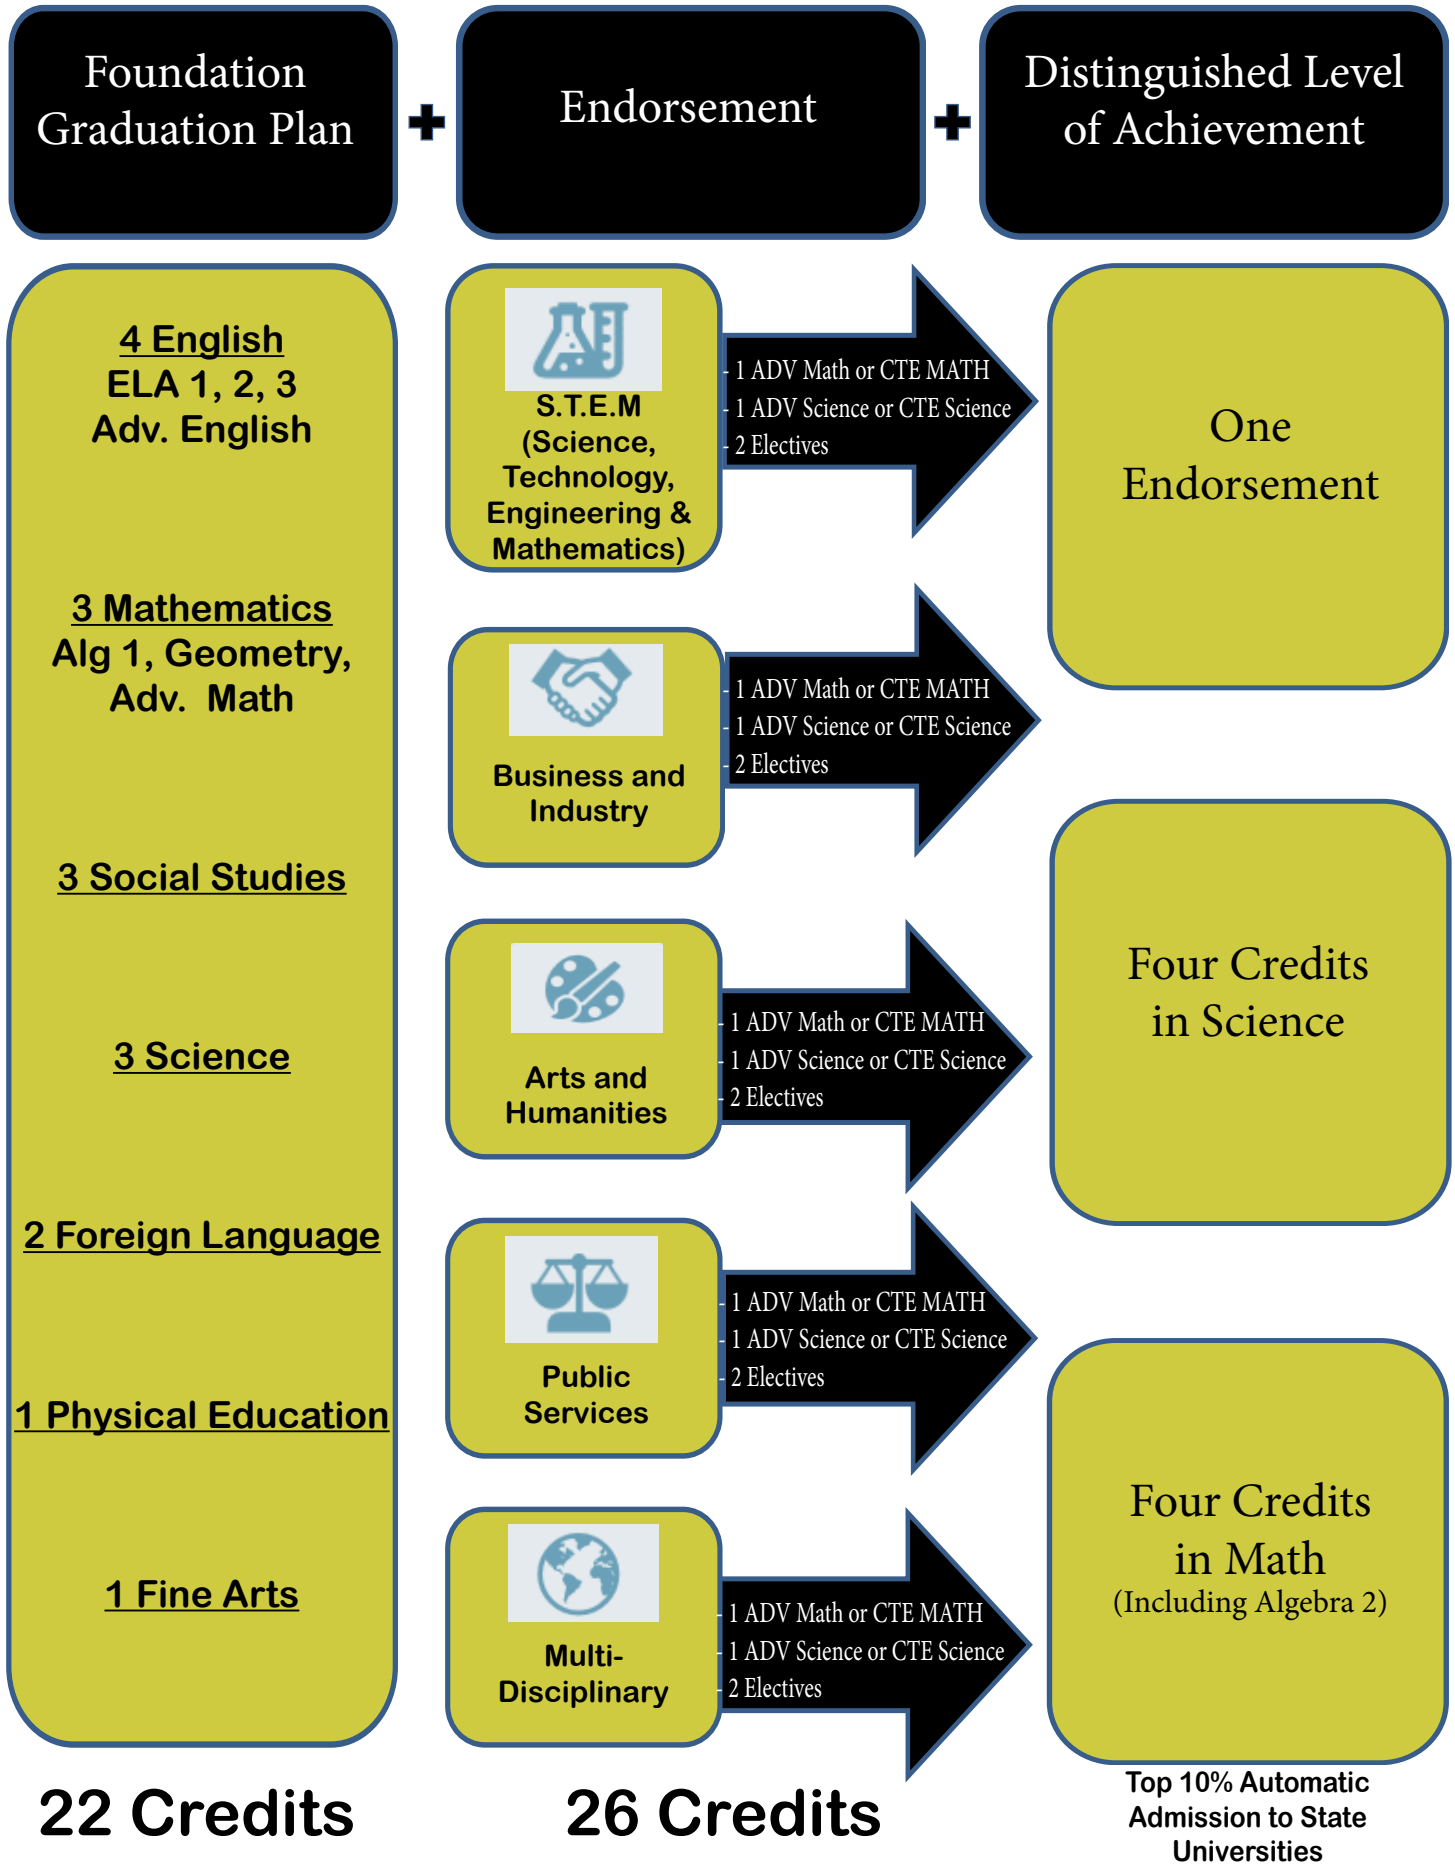 Foundation
Graduation Plan
Endorsement
Distinguished Level
of Achievement
4 English
ELA 1, 2, 3
Adv. English
3 Mathematics
Alg 1, Geometry,
Adv. Math
3 Social Studies
3 Science
2 Foreign Language
1 Physical Education
1 Fine Arts
22 Credits
S.T.E.M
(Science,
Technology,
Engineering &
Mathematics)
- 1 ADV Math or CTE MATH
- 1 ADV Science or CTE Science
- 2 Electives
Business and
Industry
- 1 ADV Math or CTE MATH
- 1 ADV Science or CTE Science
- 2 Electives
Arts and
Humanities
- 1 ADV Math or CTE MATH
- 1 ADV Science or CTE Science
- 2 Electives
Public
Services
- 1 ADV Math or CTE MATH
- 1 ADV Science or CTE Science
- 2 Electives
Multi-
Disciplinary
- 1 ADV Math or CTE MATH
- 1 ADV Science or CTE Science
- 2 Electives
26 Credits
One
Endorsement
Four Credits
in Science
Four Credits
in Math
(Including Algebra 2)
Top 10% Automatic
Admission to State
Universities